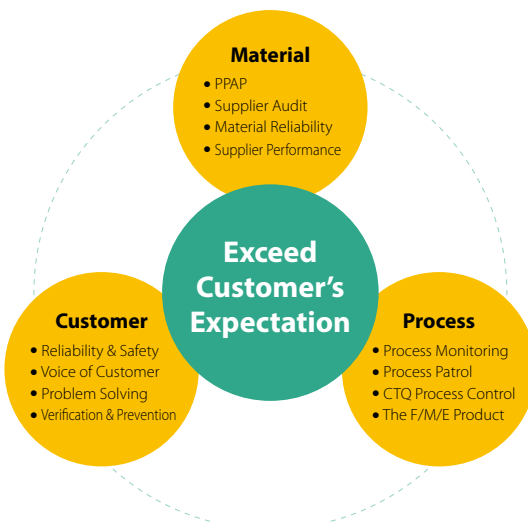 Material
• PPAP
• Supplier Audit
• Material Reliability
• Supplier Performance
Exceed
Customer's
Expectation
Customer
• Reliability & Safety
• Voice of Customer
• Problem Solving
• Verification & Prevention
Process
• Process Monitoring
• Process Patrol
• CTQ Process Control
• The F/M/E Product